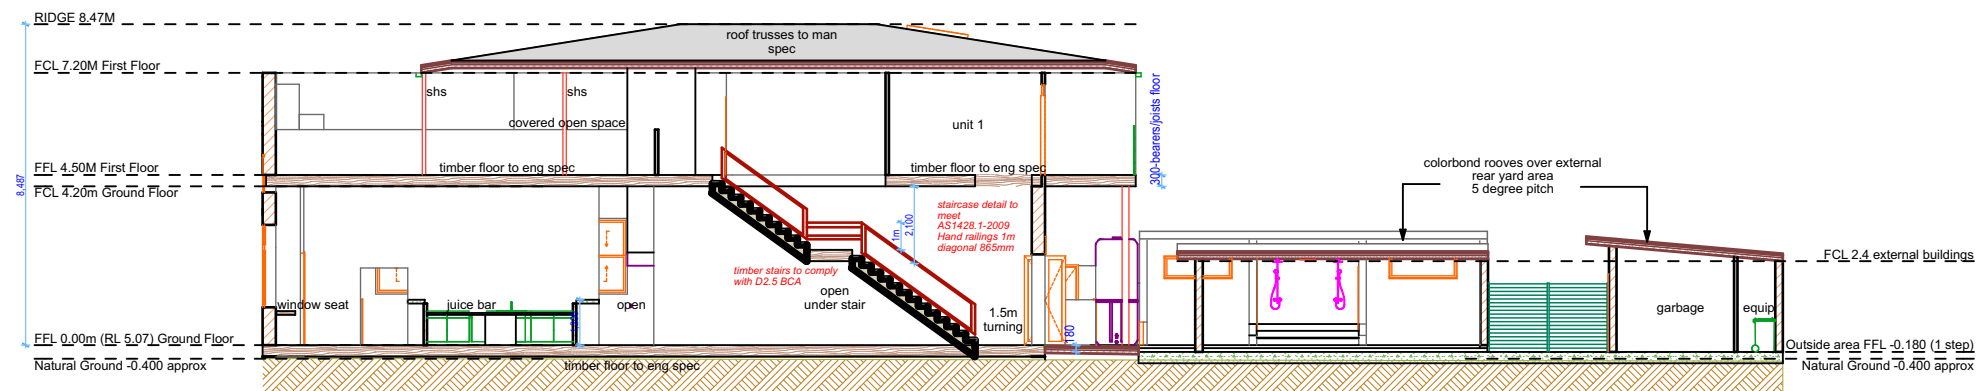 RIDGE 8.47M
roof trusses to man
spec
FCL 7.20M First Floor
shs
shs
covered open space
unit 1
300-bearers/joists floor
FFL 4.50M First Floor
timber floor to eng spec
timber floor to eng spec
FCL 4.20m Ground Floor
8,487
colorbond rooves over external
rear yard area
5 degree pitch
staircase detail to
meet
AS1428.1-2009
Hand railings 1m
diagonal 865mm
1m
2,100
timber stairs to comply
with D2.5 BCA
FCL 2.4 external buildings
window seat
juice bar
open
open
under stair
1.5m
turning
garbage
equip
180
FFL 0.00m (RL 5.07) Ground Floor
Outside area FFL -0.180 (1 step)
Natural Ground -0.400 approx
timber floor to eng spec
Natural Ground -0.400 approx